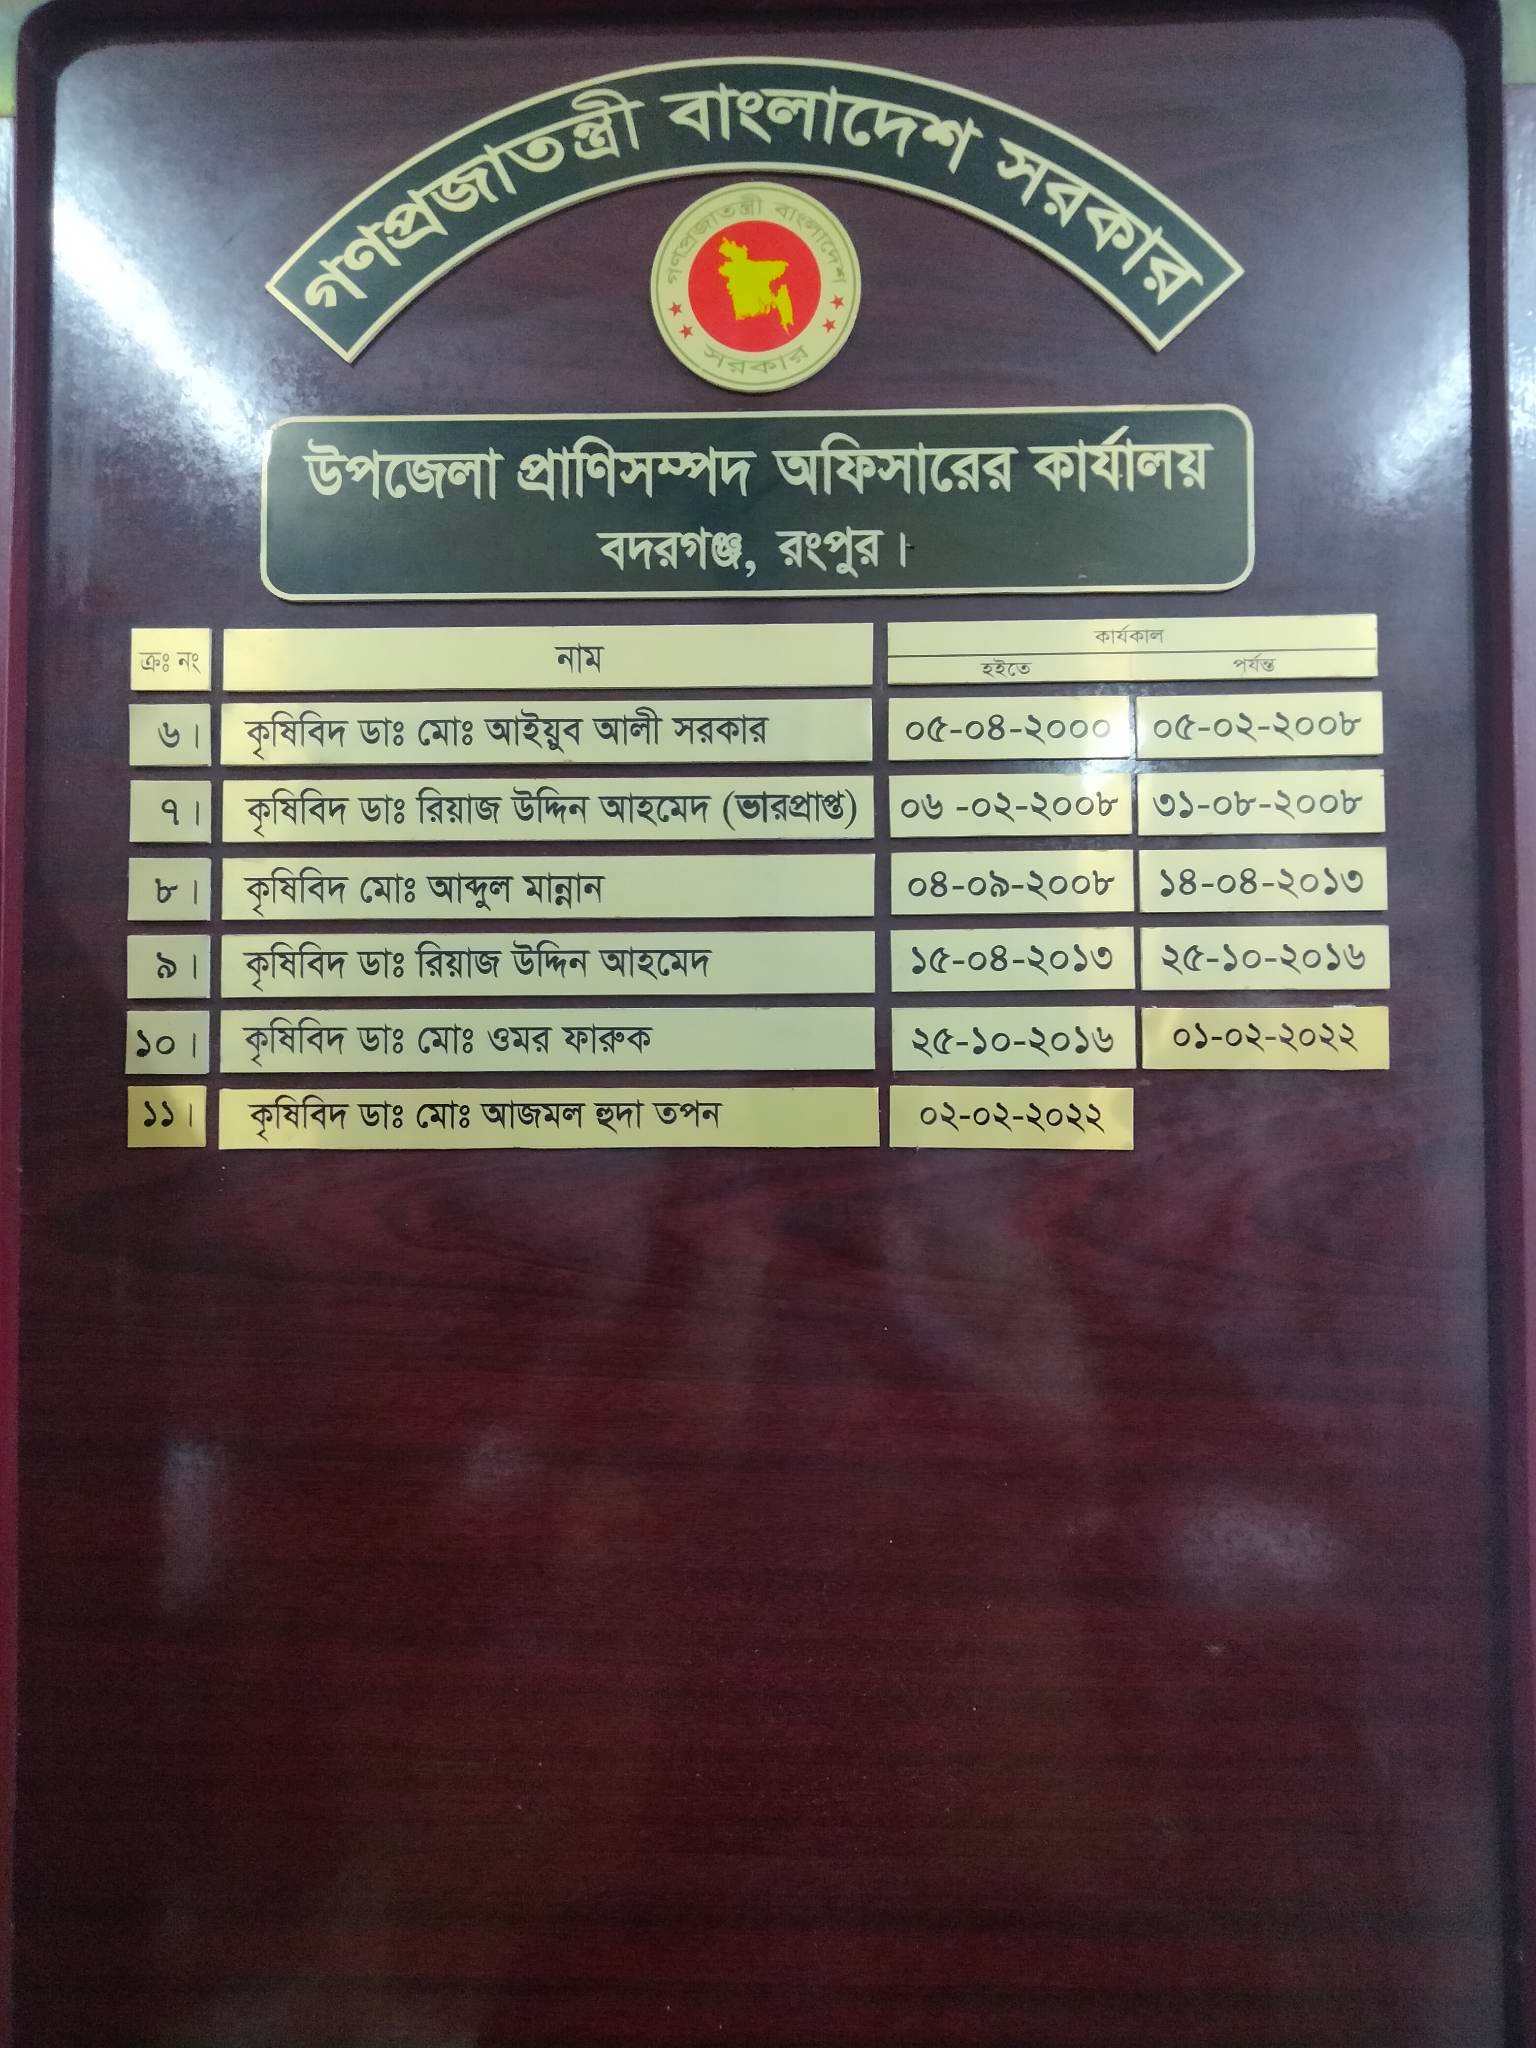 গণপ্রজাতন্ত্রী বাংলাদেশ সরকার
গণপ্রজাতন্ত্রী বাংলাদেশ
সরকার
উপজেলা প্রাণিসম্পদ অফিসারের কার্যালয়
বদরগঞ্জ, রংপুর।
ক্রঃ নং নাম কার্যকাল
হইতে পর্যন্ত
৬। কৃষিবিদ ডাঃ মোঃ আইয়ুব আলী সরকার ০৫-০৪-২০০০ ০৫-০২-২০০৮
৭। কৃষিবিদ ডাঃ রিয়াজ উদ্দিন আহমেদ (ভারপ্রাপ্ত) ০৬ -০২-২০০৮ ৩১-০৮-২০০৮
৮। কৃষিবিদ মোঃ আব্দুল মান্নান ০৪-০৯-২০০৮ ১৪-০৪-২০১৩
৯। কৃষিবিদ ডাঃ রিয়াজ উদ্দিন আহমেদ ১৫-০৪-২০১৩ ২৫-১০-২০১৬
১০। কৃষিবিদ ডাঃ মোঃ ওমর ফারুক ২৫-১০-২০১৬ ০১-০২-২০২২
১১। কৃষিবিদ ডাঃ মোঃ আজমল হুদা তপন ০২-০২-২০২২